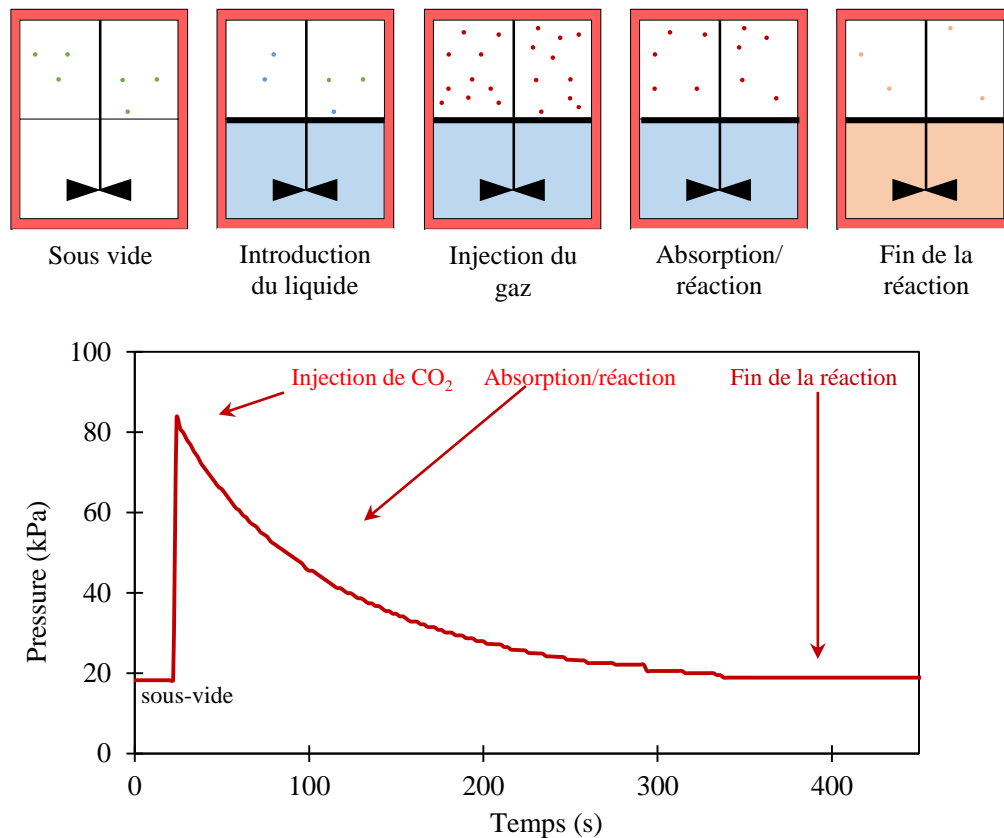 Sous vide
Introduction
du liquide
Injection du
gaz
Absorption/
réaction
Fin de la
réaction
100
80
60
40
20
0
Pressure (kPa)
Injection de CO₂
Absorption/réaction
Fin de la réaction
sous-vide
0
100
200
300
400
Temps (s)